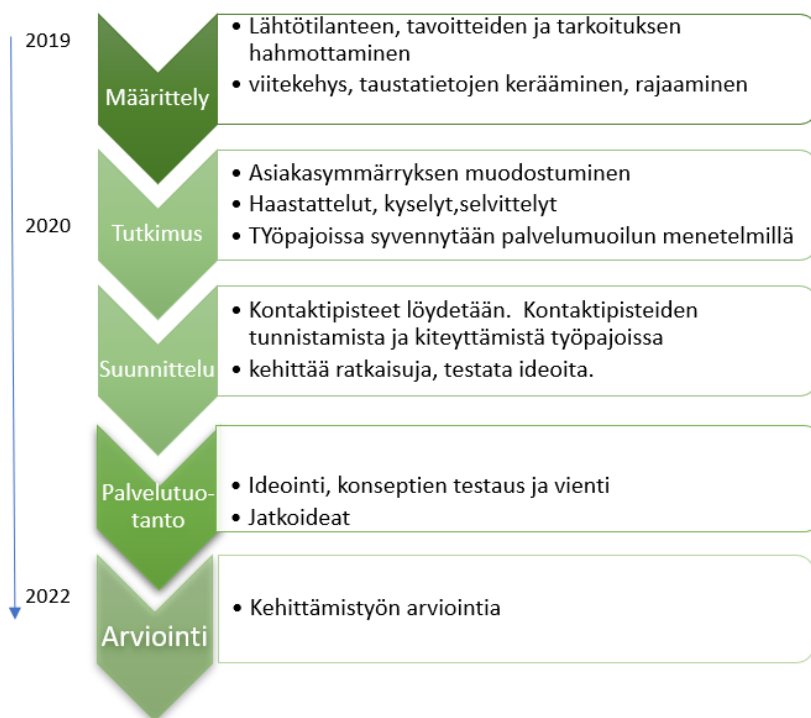 2019
Määrittely
• Lähtötilanteen, tavoitteiden ja tarkoituksen
hahmottaminen
• viitekehys, taustatietojen kerääminen, rajaaminen
2020
Tutkimus
• Asiakasymmärryksen muodostuminen
• Haastattelut, kyselyt,selvittelyt
• TYöpajoissa syvennytään palvelumuoilun menetelmillä
Suunnittelu
• Kontaktipisteet löydetään. Kontaktipisteiden
tunnistamista ja kiteyttämistä työpajoissa
• kehittää ratkaisuja, testata ideoita.
Palvelutuo-
tanto
• Ideointi, konseptien testaus ja vienti
• Jatkoideat
2022
Arviointi
• Kehittämistyön arviointia